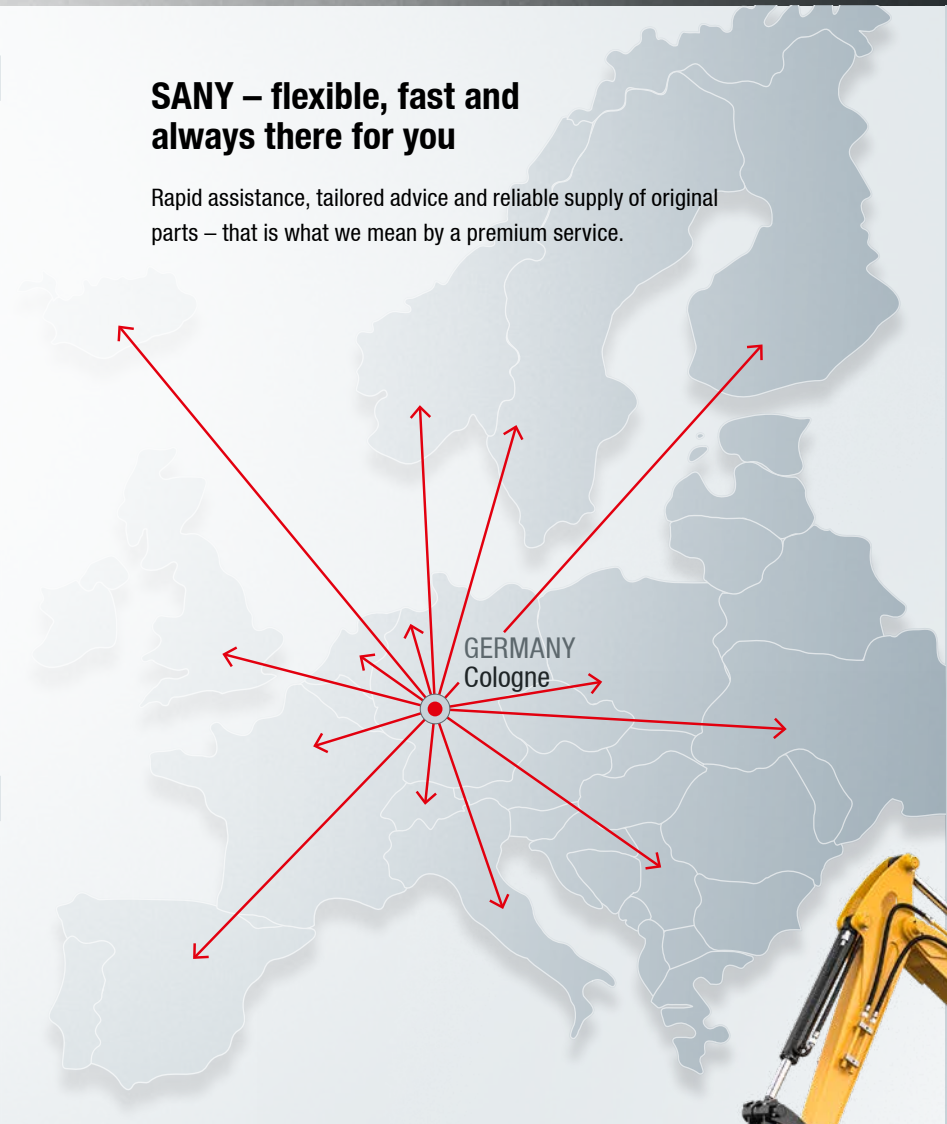 SANY – flexible, fast and
always there for you
Rapid assistance, tailored advice and reliable supply of original
parts – that is what we mean by a premium service.
GERMANY
Cologne